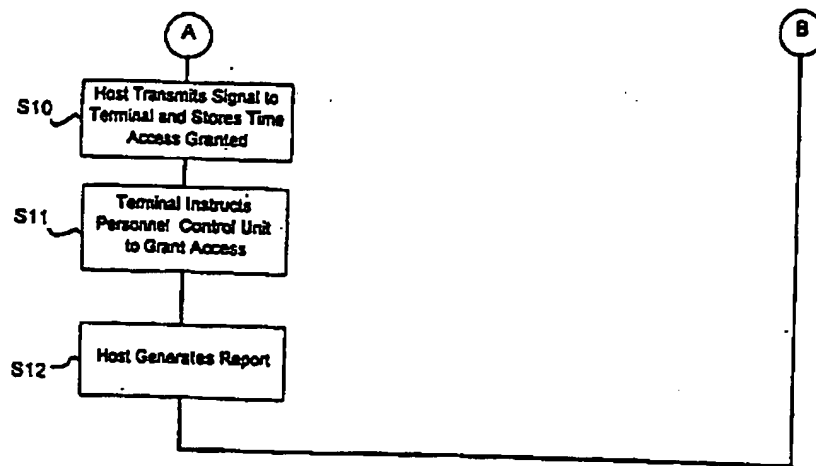 A
B
S10
Host Transmits Signal to
Terminal and Stores Time
Access Granted
S11
Terminal Instructs
Personnel Control Unit
to Grant Access
S12
Host Generates Report